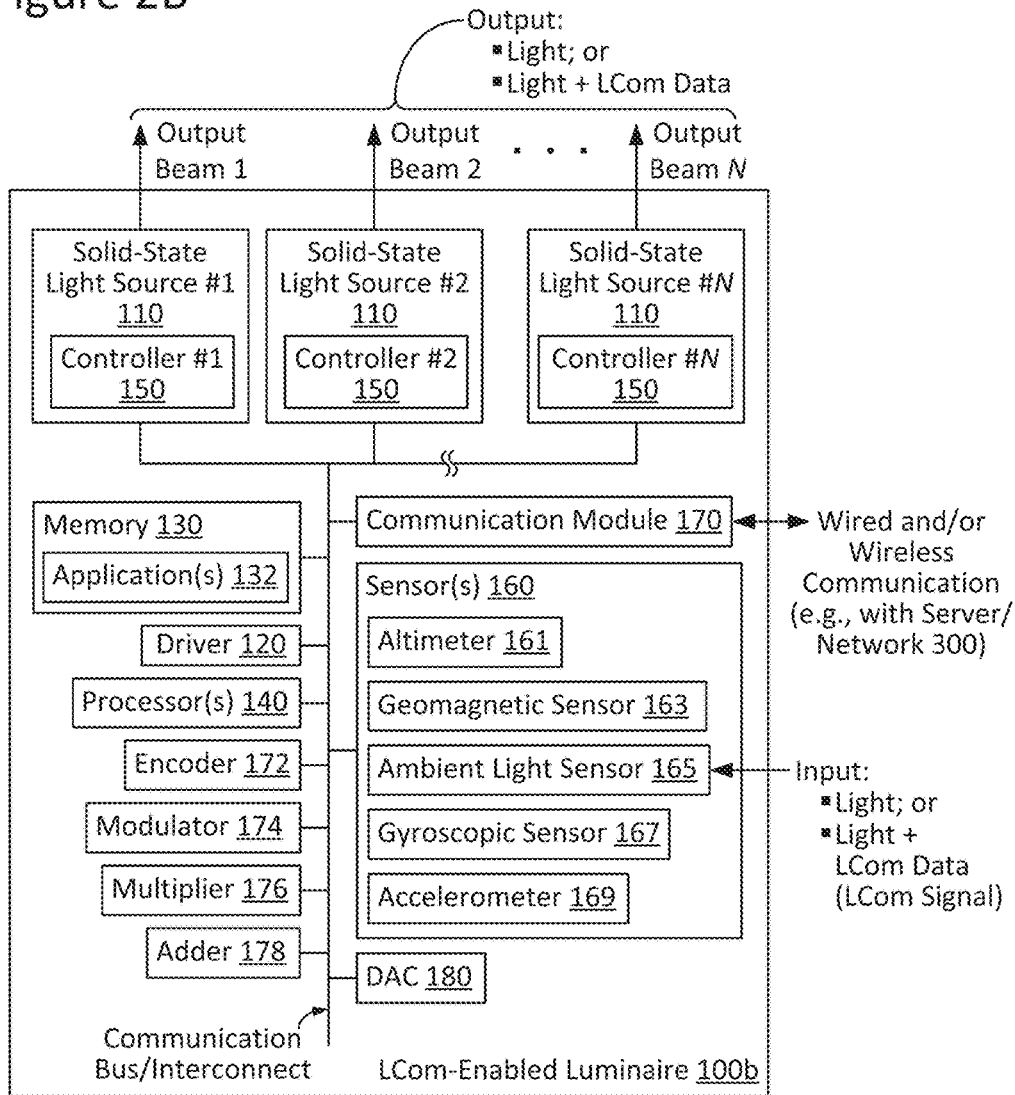 Figure 2B
Output:
▪Light; or
▪Light + LCom Data
Output
Beam 1
Output
Beam 2
. . .
Output
Beam N
Solid-State
Light Source #1
110
Controller #1
150
Solid-State
Light Source #2
110
Controller #2
150
Solid-State
Light Source #N
110
Controller #N
150
Memory 130
Application(s) 132
Driver 120
Processor(s) 140
Encoder 172
Modulator 174
Multiplier 176
Adder 178
Communication
Bus/Interconnect
Communication Module 170
Wired and/or
Wireless
Communication
(e.g., with Server/
Network 300)
Sensor(s) 160
Altimeter 161
Geomagnetic Sensor 163
Ambient Light Sensor 165
Gyroscopic Sensor 167
Accelerometer 169
Input:
▪Light; or
▪Light +
LCom Data
(LCom Signal)
DAC 180
LCom-Enabled Luminaire 100b